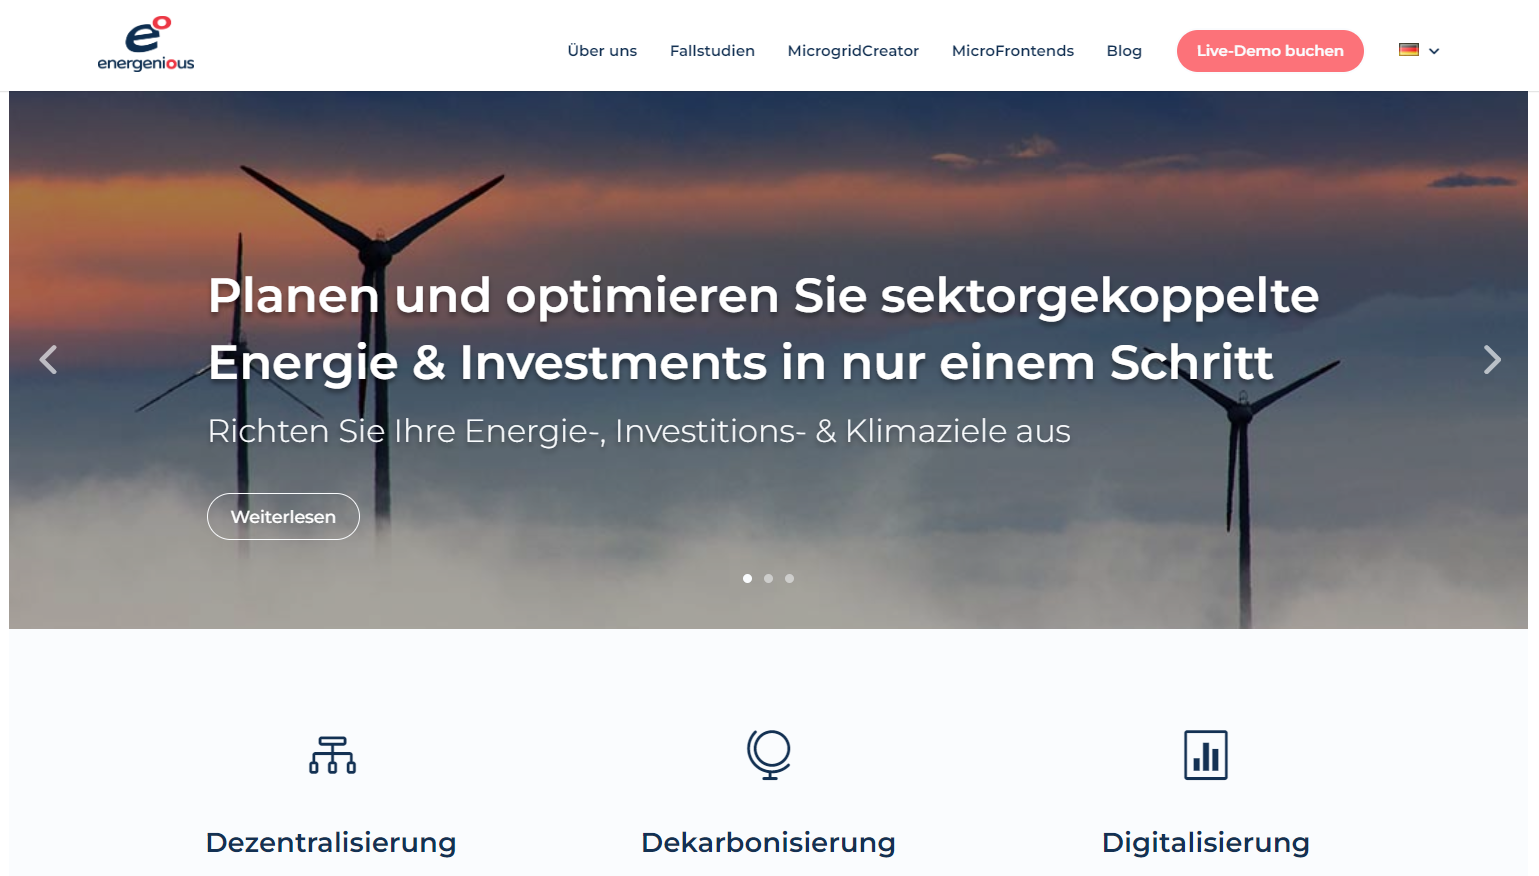 energenious
Über uns
Fallstudien
MicrogridCreator
MicroFrontends
Blog
Live-Demo buchen
Planen und optimieren Sie sektorgekoppelte
Energie & Investments in nur einem Schritt
Richten Sie Ihre Energie-, Investitions- & Klimaziele aus
Weiterlesen
Dezentralisierung
Dekarbonisierung
Digitalisierung